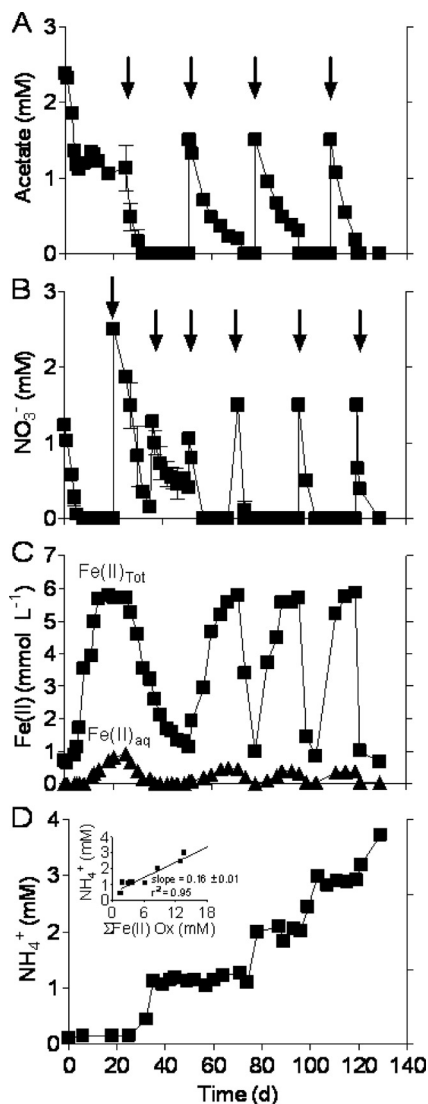 A
Acetate (mM)
3
2
1
0
B
NO3⁻ (mM)
3
2
1
0
C
Fe(II) (mmol L⁻¹)
7
6
5
4
3
2
1
0
Fe(II)Tot
Fe(II)aq
D
NH4⁺ (mM)
4
3
2
1
0
NH4⁺ (mM)
4
3
2
1
0
slope = 0.16 ±0.01
r² = 0.95
0 6 12 18
ΣFe(II) Ox (mM)
0 20 40 60 80 100 120 140
Time (d)